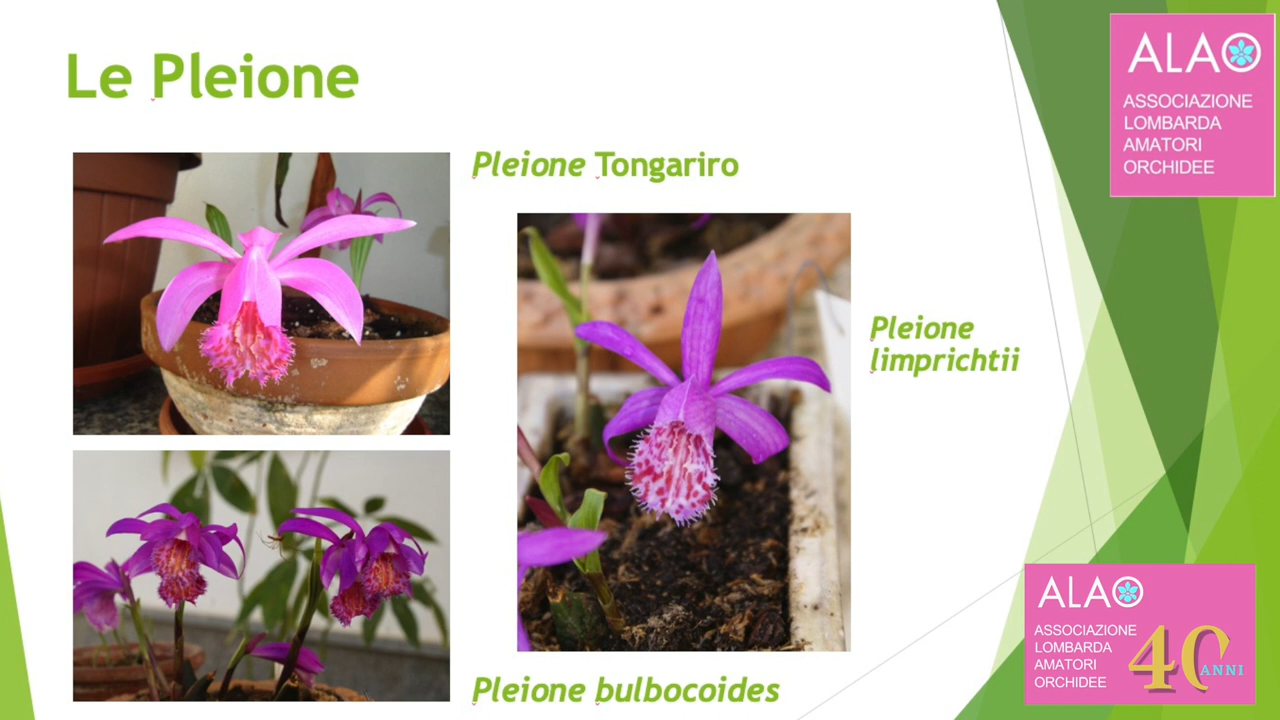 Le Pleione
ALAO
ASSOCIAZIONE
LOMBARDA
AMATORI
ORCHIDEE
Pleione Tongariro
Pleione
limprichtii
ALAO
ASSOCIAZIONE
LOMBARDA
AMATORI
ORCHIDEE
40
ANNI
Pleione bulbocoides